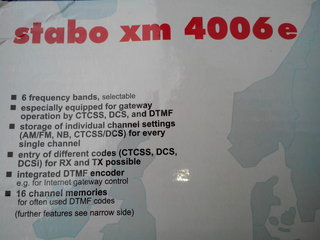 stabo xm 4006 e
6 frequency bands, selectable
especially equipped for gateway
operation by CTCSS, DCS, and DTMF
storage of individual channel settings
(AM/FM, NB, CTCSS/DCS) for every
single channel
entry of different codes (CTCSS, DCS,
DCSi) for RX and TX possible
integrated DTMF encoder
e.g. for Internet gateway control
16 channel memories
for often used DTMF codes
(further features see narrow side)